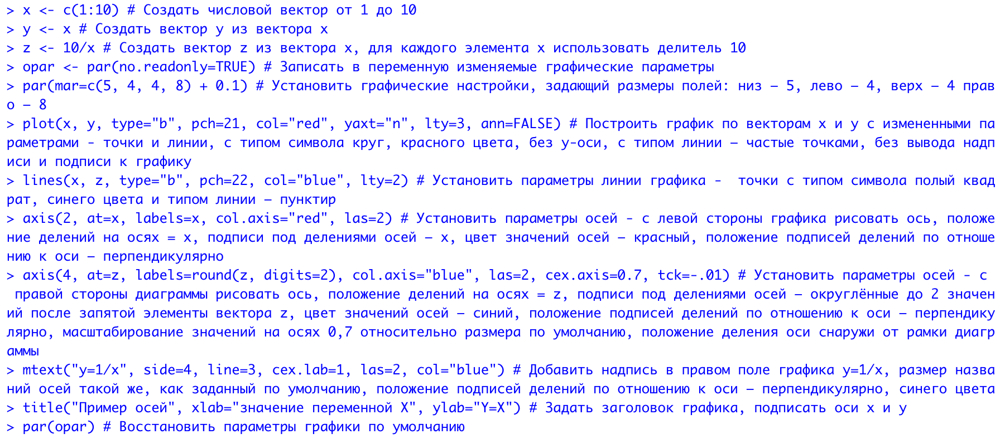 > x <- c(1:10) # Создать числовой вектор от 1 до 10
> y <- x # Создать вектор y из вектора x
> z <- 10/x # Создать вектор z из вектора x, для каждого элемента x использовать делитель 10
> opar <- par(no.readonly=TRUE) # Записать в переменную изменяемые графические параметры
> par(mar=c(5, 4, 4, 8) + 0.1) # Установить графические настройки, задающий размеры полей: низ – 5, лево – 4, верх – 4 прав
о – 8
> plot(x, y, type="b", pch=21, col="red", yaxt="n", lty=3, ann=FALSE) # Построить график по векторам x и y с измененными па
раметрами - точки и линии, с типом символа круг, красного цвета, без y-оси, с типом линии – частые точками, без вывода надп
иси и подписи к графику
> lines(x, z, type="b", pch=22, col="blue", lty=2) # Установить параметры линии графика -  точки с типом символа полый квад
рат, синего цвета и типом линии – пунктир
> axis(2, at=x, labels=x, col.axis="red", las=2) # Установить параметры осей - с левой стороны графика рисовать ось, положе
ние делений на осях = x, подписи под делениями осей – x, цвет значений осей – красный, положение подписей делений по отноше
нию к оси – перпендикулярно
> axis(4, at=z, labels=round(z, digits=2), col.axis="blue", las=2, cex.axis=0.7, tck=-.01) # Установить параметры осей - с
 правой стороны диаграммы рисовать ось, положение делений на осях = z, подписи под делениями осей – округлённые до 2 значен
ий после запятой элементы вектора z, цвет значений осей – синий, положение подписей делений по отношению к оси – перпендику
лярно, масштабирование значений на осях 0,7 относительно размера по умолчанию, положение деления оси снаружи от рамки диагр
аммы
> mtext("y=1/x", side=4, line=3, cex.lab=1, las=2, col="blue") # Добавить надпись в правом поле графика y=1/x, размер назва
ний осей такой же, как заданный по умолчанию, положение подписей делений по отношению к оси – перпендикулярно, синего цвета
> title("Пример осей", xlab="значение переменной X", ylab="Y=X") # Задать заголовок графика, подписать оси x и y
> par(opar) # Восстановить параметры графики по умолчанию